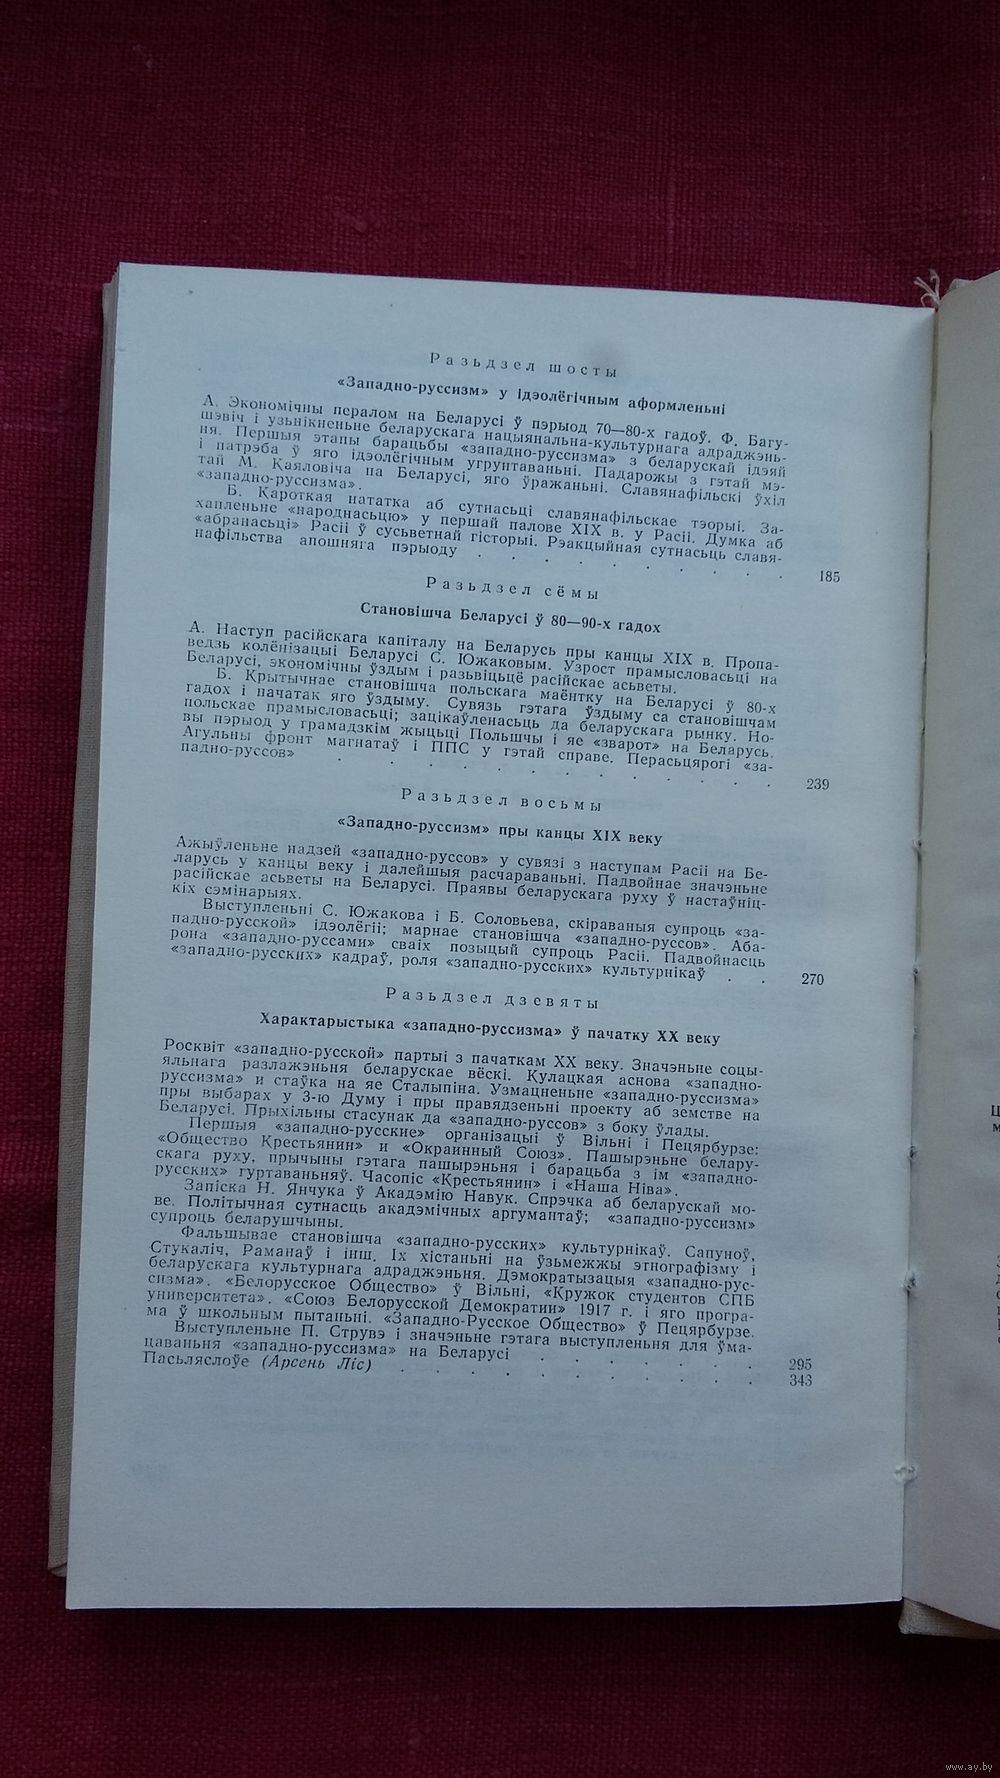 Разьдзел шосты
«Западно-руссизм» у ідэолёгічным аформленьні
А. Экономічны пералом на Беларусі ў пэрыод 70—80-х гадоў. Ф. Багу-
шэвіч і узьнікненьне беларускага нацыянальна-культурнага адраджэнь-
ня. Першыя этапы барацьбы «западно-руссизма» з беларускай ідэяй
і патрэба ў яго ідэолёгічным угрунтаваньні. Падарожы з гэтай мэ-
тай М. Каяловіча па Беларусі, яго ўражаньні. Славянафільскі ўхіл
«западно-руссизма».
Б. Кароткая нататка аб сутнасьці славянафільскае тэорыі. За-
хапленьне «народнасьцю» у першай палове XIX в. у Расіі. Думка аб
«абранасьці» Расіі ў сусьветнай гісторыі. Рэакцыйная сутнасьць славя-
нафільства апошняга пэрыоду . . . . . . . . . 185
Разьдзел сёмы
Становішча Беларусі ў 80—90-х гадох
А. Наступ расійскага капіталу на Беларусь пры канцы XIX в. Пропа-
ведзь колёнізацыі Беларусі С. Южаковым. Узрост прамысловасьці на
Беларусі, экономічны ўздым і разьвіцьцё расійскае асьветы.
Б. Крытычнае становішча польскага маёнтку на Беларусі ў 80-х
гадох і пачатак яго ўздыму. Сувязь гэтага ўздыму са становішчам
польскае прамысловасьці; зацікаўленасьць да беларускага рынку. Но-
вы пэрыод у грамадзкім жыцьці Польшчы і яе «зварот» на Беларусь.
Агульны фронт магнатаў і ППС у гэтай справе. Перасьцярогі «за-
падно-руссов» . . . . . . . . . . 239
Разьдзел восьмы
«Западно-руссизм» пры канцы XIX веку
Ажыўленьне надзей «западно-руссов» у сувязі з наступам Расіі на Бе-
ларусь у канцы веку і далейшыя расчараваньні. Падвойнае значэньне
расійскае асьветы на Беларусі. Праявы беларускага руху ў настаўніц-
кіх сэмінарыях.
Выступленьні С. Южакова і Б. Соловьева, скіраваныя супроць «за-
падно-русской» ідэолёгіі; марнае становішча «западно-руссов». Аба-
рона «западно-руссами» сваіх позыцый супроць Расіі. Падвойнасць
«западно-русских» кадраў, роля «западно-русских» культурнікаў . . 270
Разьдзел дзевяты
Характарыстыка «западно-руссизма» ў пачатку XX веку
Росквіт «западно-русской» партыі з пачаткам XX веку. Значэньне соцы-
яльнага разлажэньня беларускае вёскі. Кулацкая аснова «западно-
руссизма» и стаўка на яе Сталыпіна. Узмацненьне «западно-руссизма»
пры выбарах у 3-ю Думу і пры правядзеньні проекту аб земстве на
Беларусі. Прыхільны стасунак да «западно-руссов» з боку ўлады.
Першыя «западно-русские» організацыі ў Вільні і Пецярбурзе:
«Общество Крестьянин» и «Окраинный Союз». Пашырэньне белару-
скага руху, прычыны гэтага пашырэньня і барацьба з ім «западно-
русских» гуртаваньняў. Часопіс «Крестьянин» і «Наша Ніва».
Запіска Н. Янчука ў Акадэмію Навук. Спрэчка аб беларускай мо-
ве. Політычная сутнасць акадэмічных аргумантаў; «западно-руссизм»
супроць беларушчыны.
Фальшывае становішча «западно-русских» культурнікаў. Сапуноў,
Стукаліч, Раманаў і інш. Іх хістаньні на ўзьмежжы этнографізму і
беларускага культурнага адраджэньня. Дэмократызацыя «западно-рус-
сизма». «Белорусское Общество» ў Вільні, «Кружок студентов СПБ
университета». «Союз Белорусской Демократии» 1917 г. і яго програ-
ма ў школьным пытаньні. «Западно-Русское Общество» ў Пецярбурзе.
Выступленьне П. Струвэ і значэньне гэтага выступленьня для ўма-
цаваньня «западно-руссизма» на Беларусі . . . . . . . 295
Пасьляслоўе (Арсень Ліс) . . . . . . . . . . 343
www.ay.by